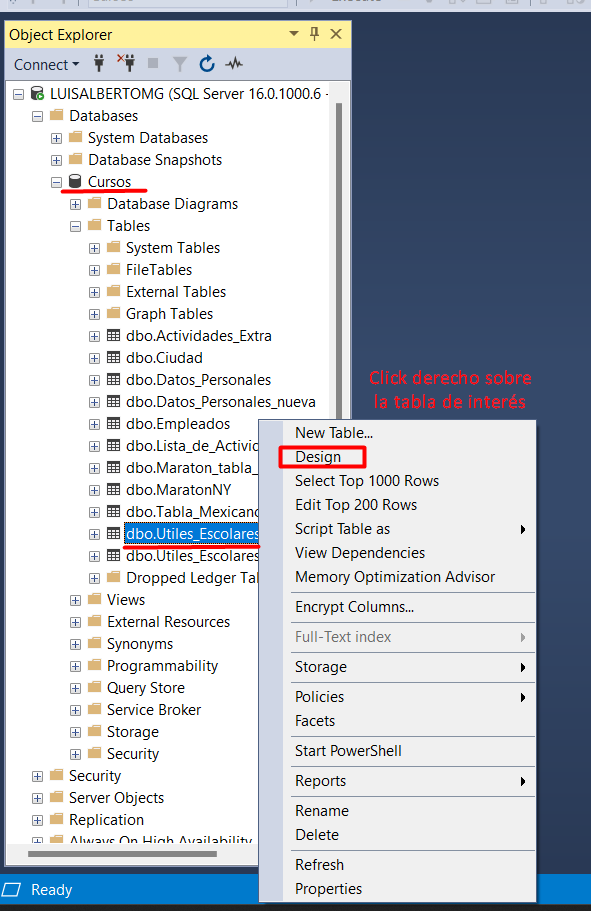 Cursos
Execute
Object Explorer
Connect
LUISALBERTOMG (SQL Server 16.0.1000.6 -
Databases
System Databases
Database Snapshots
Cursos
Database Diagrams
Tables
System Tables
FileTables
External Tables
Graph Tables
dbo.Actividades_Extra
dbo.Ciudad
dbo.Datos_Personales
Click derecho sobre
la tabla de interés
dbo.Datos_Personales_nueva
dbo.Empleados
dbo.Lista_de_Activic
dbo.Maraton_tabla_
dbo.MaratonNY
dbo.Tabla_Mexicano
dbo.Utiles_Escolares
dbo.Utiles_Escolares
Dropped Ledger Tal
Views
External Resources
Synonyms
Programmability
Query Store
Service Broker
Storage
Security
Security
Server Objects
Replication
Always On High Availability
New Table...
Design
Select Top 1000 Rows
Edit Top 200 Rows
Script Table as
View Dependencies
Memory Optimization Advisor
Encrypt Columns...
Full-Text index
Storage
Policies
Facets
Start PowerShell
Reports
Rename
Delete
Refresh
Properties
Ready